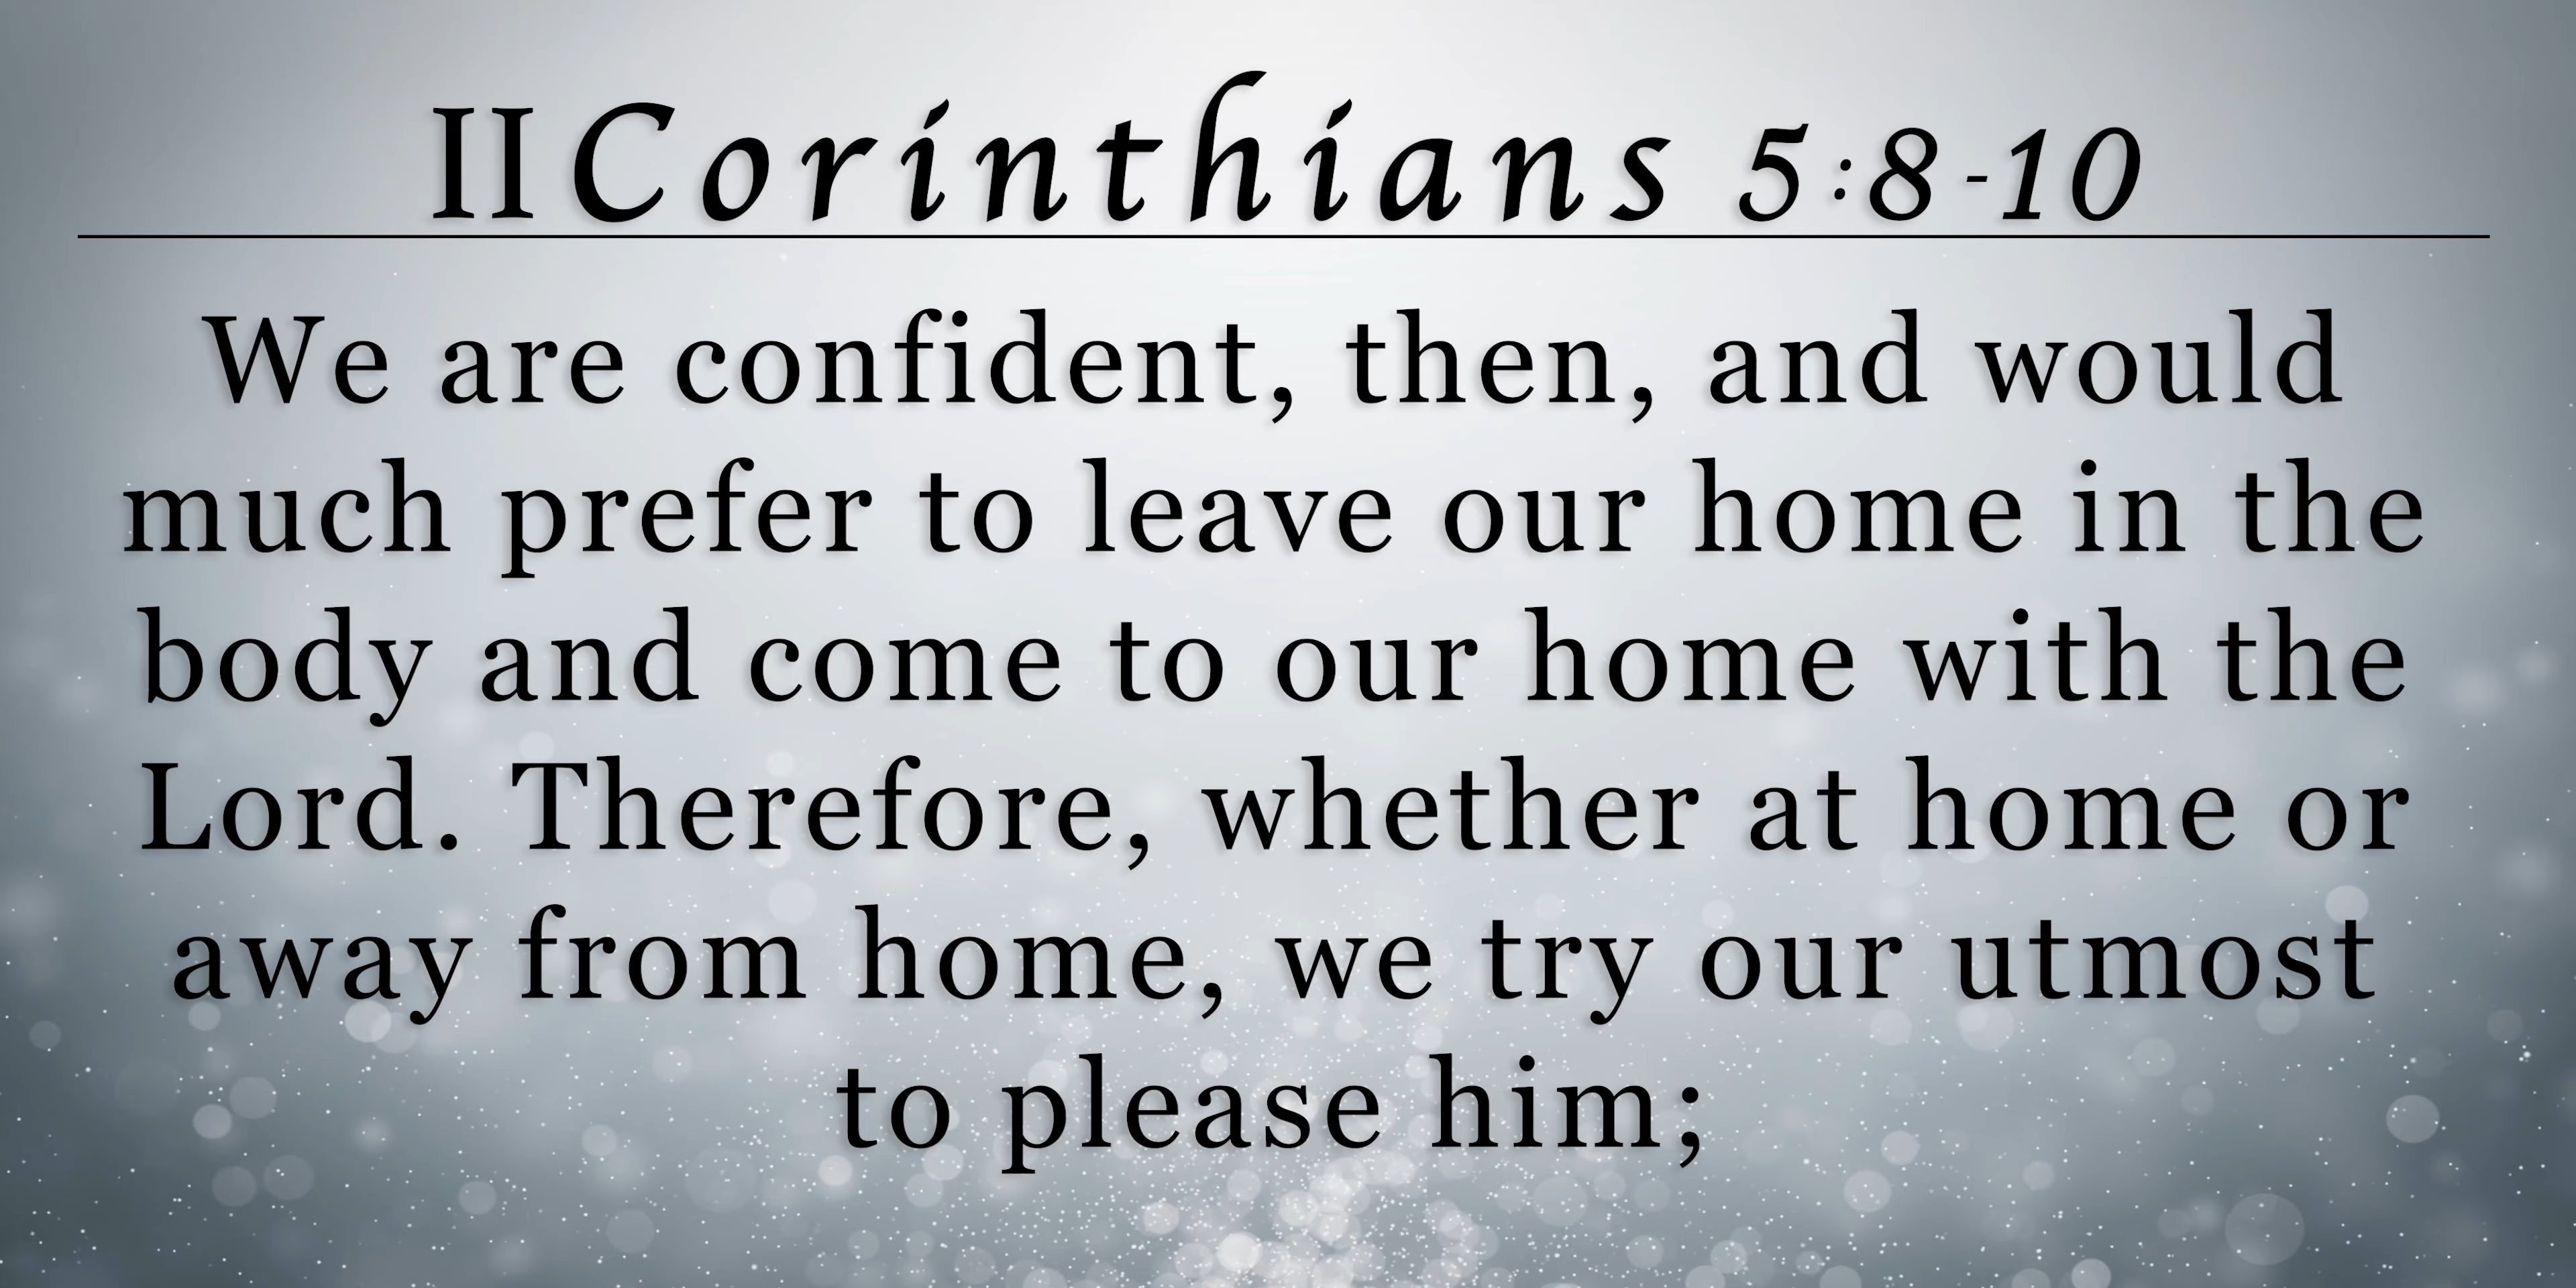 II Corinthians 5:8-10
We are confident, then, and would
much prefer to leave our home in the
body and come to our home with the
Lord. Therefore, whether at home or
away from home, we try our utmost
to please him;